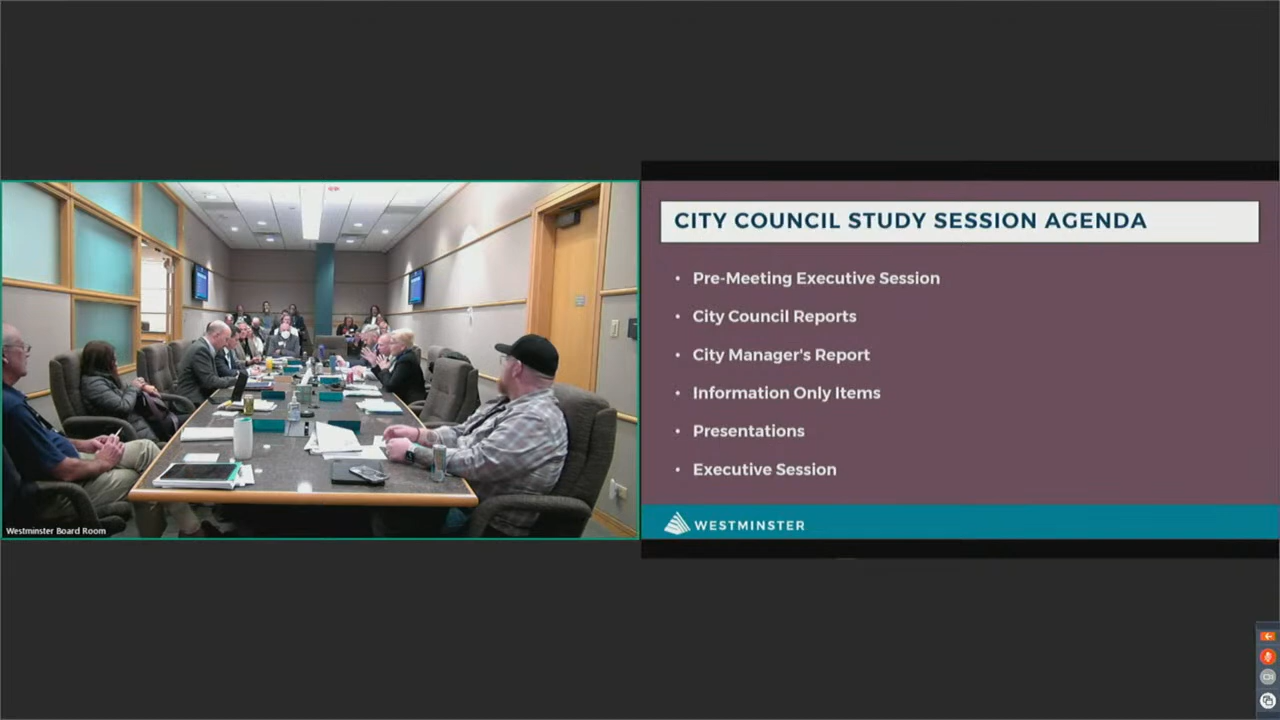 CITY COUNCIL STUDY SESSION AGENDA
• Pre-Meeting Executive Session
• City Council Reports
• City Manager's Report
• Information Only Items
• Presentations
• Executive Session
WESTMINSTER
Westminster Board Room